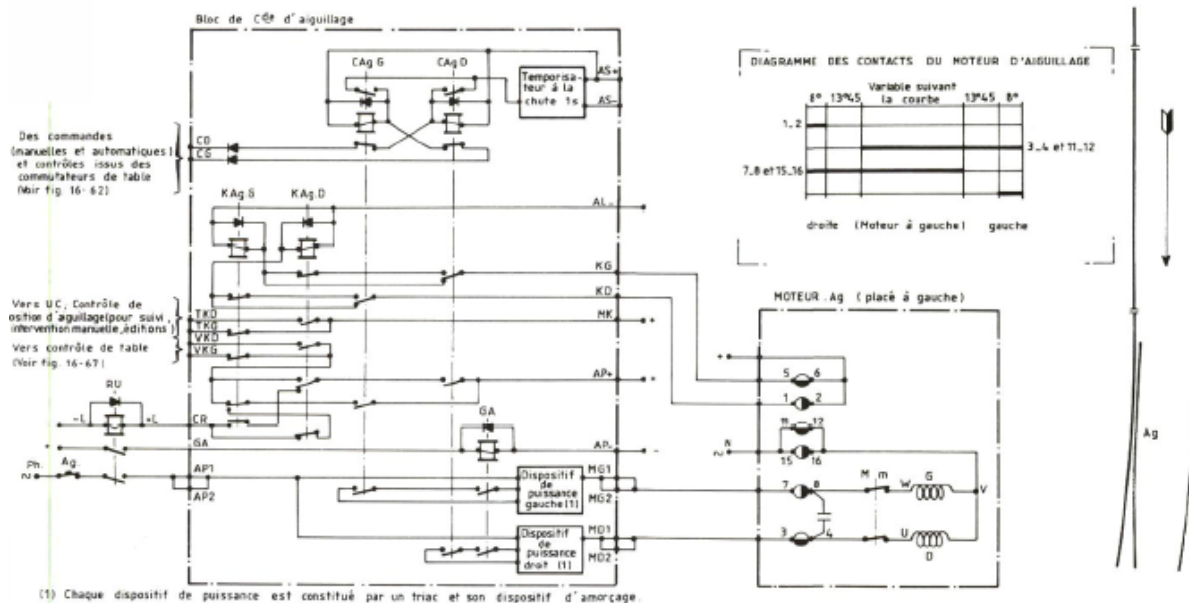 Bloc de Cde d'aiguillage
CAg G
CAg D
Temporisa-
teur à la
chute 1s
AS+
AS-
DIAGRAMME DES CONTACTS DU MOTEUR D'AIGUILLAGE
Variable suivant
la courbe
8°
13°45
13°45
8°
1_2
3_4 et 11_12
7_8 et 15_16
droite (Moteur à gauche) gauche
Des commandes
(manuelles et automatiques)
et contrôles issus des
commutateurs de table
(Voir fig. 16-62)
CD
CG
KAg.G
KAg.D
AL-
KG
KD
MK
Vers UC, Contrôle de
position d'aguillage(pour suivi,
intervention manuelle,éditions)
Vers contrôle de table
(Voir fig. 16-67)
TKD
TKG
VKD
VKG
AP+
RU
-L
+L
CR
GA
GA
AP-
Ph.
Ag.
AP1
AP2
Dispositif
de
puissance
gauche(1)
MG1
MG2
Dispositif
de
puissance
droit (1)
MD1
MD2
MOTEUR.Ag (placé à gauche)
+
5 6
1 2
11 12
N
15 16
7 8
M m
W
G
V
3 4
U
D
Ag
(1) Chaque dispositif de puissance est constitué par un triac et son dispositif d'amorçage.